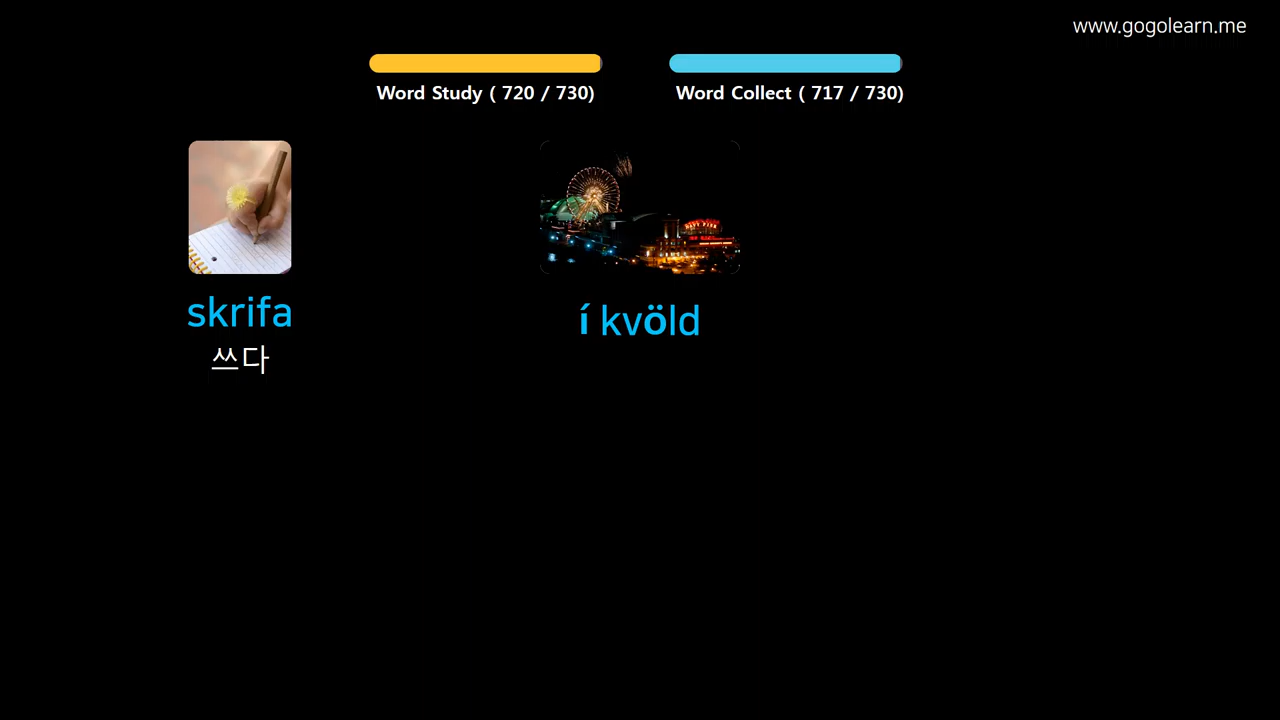 www.gogolearn.me
Word Study ( 720 / 730)
Word Collect ( 717 / 730)
skrifa
쓰다
í kvöld